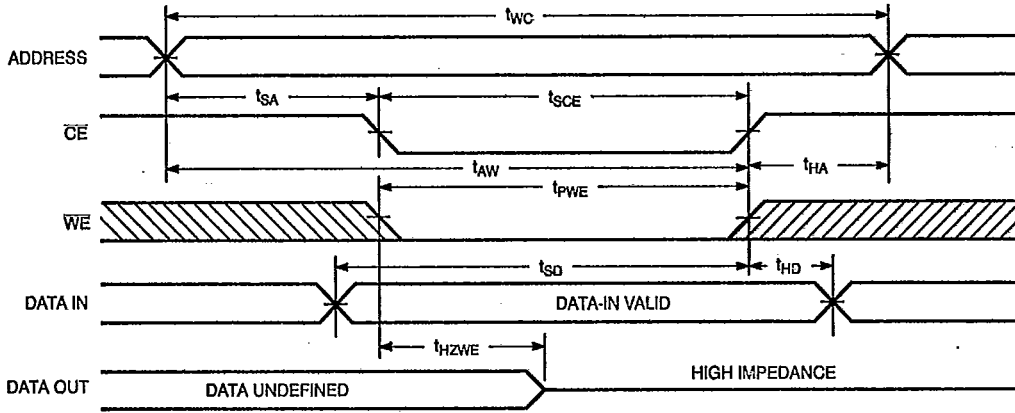 tWC
ADDRESS
tSA
tSCE
CE
tAW
tHA
tPWE
WE
tSD
tHD
DATA IN
DATA-IN VALID
tHZWE
DATA OUT
DATA UNDEFINED
HIGH IMPEDANCE